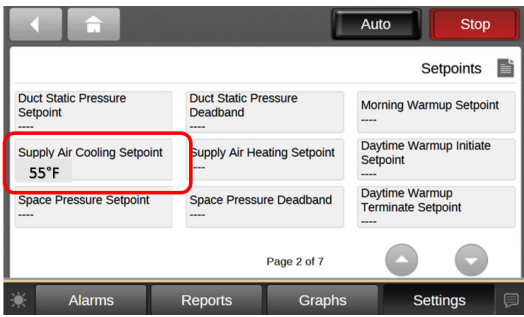 Auto
Stop
Setpoints
Duct Static Pressure
Setpoint
----
Duct Static Pressure
Deadband
----
Morning Warmup Setpoint
----
Supply Air Cooling Setpoint
55°F
Supply Air Heating Setpoint
----
Daytime Warmup Initiate
Setpoint
----
Space Pressure Setpoint
----
Space Pressure Deadband
----
Daytime Warmup
Terminate Setpoint
----
Page 2 of 7
Alarms
Reports
Graphs
Settings